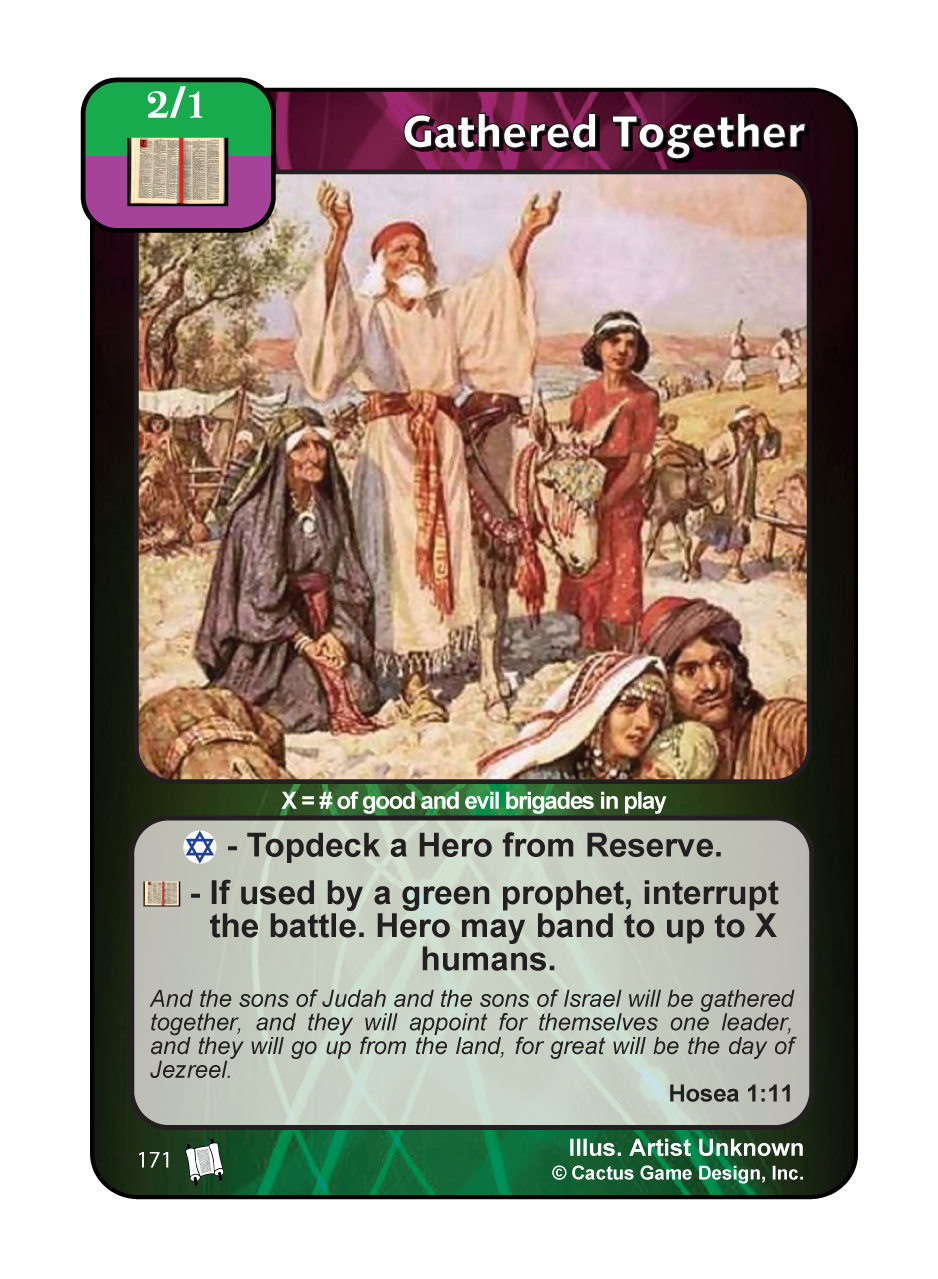 2/1
Gathered Together
X = # of good and evil brigades in play
- Topdeck a Hero from Reserve.
- If used by a green prophet, interrupt
the battle. Hero may band to up to X
humans.
And the sons of Judah and the sons of Israel will be gathered
together, and they will appoint for themselves one leader,
and they will go up from the land, for great will be the day of
Jezreel.
Hosea 1:11
171
Illus. Artist Unknown
© Cactus Game Design, Inc.